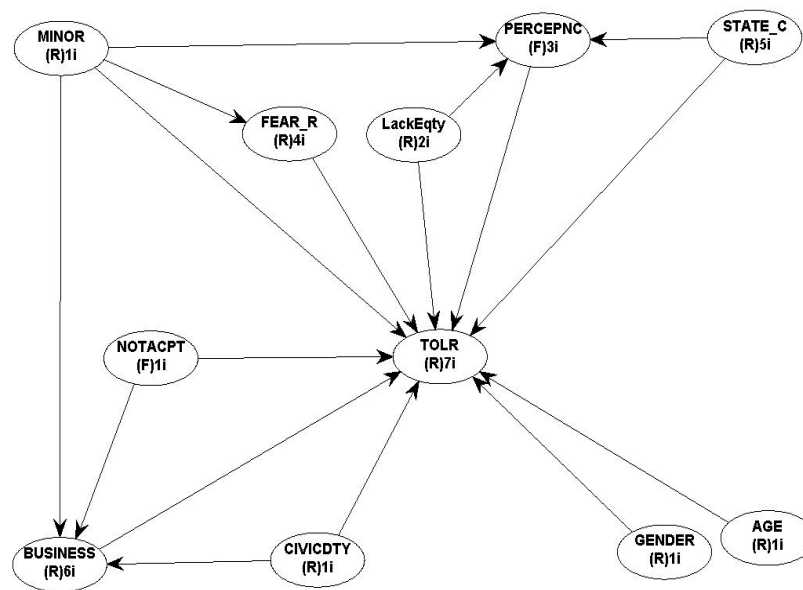 MINOR
(R)1i
PERCEPNC
(F)3i
STATE_C
(R)5i
FEAR_R
(R)4i
LackEqty
(R)2i
NOTACPT
(F)1i
TOLR
(R)7i
BUSINESS
(R)6i
CIVICDTY
(R)1i
GENDER
(R)1i
AGE
(R)1i